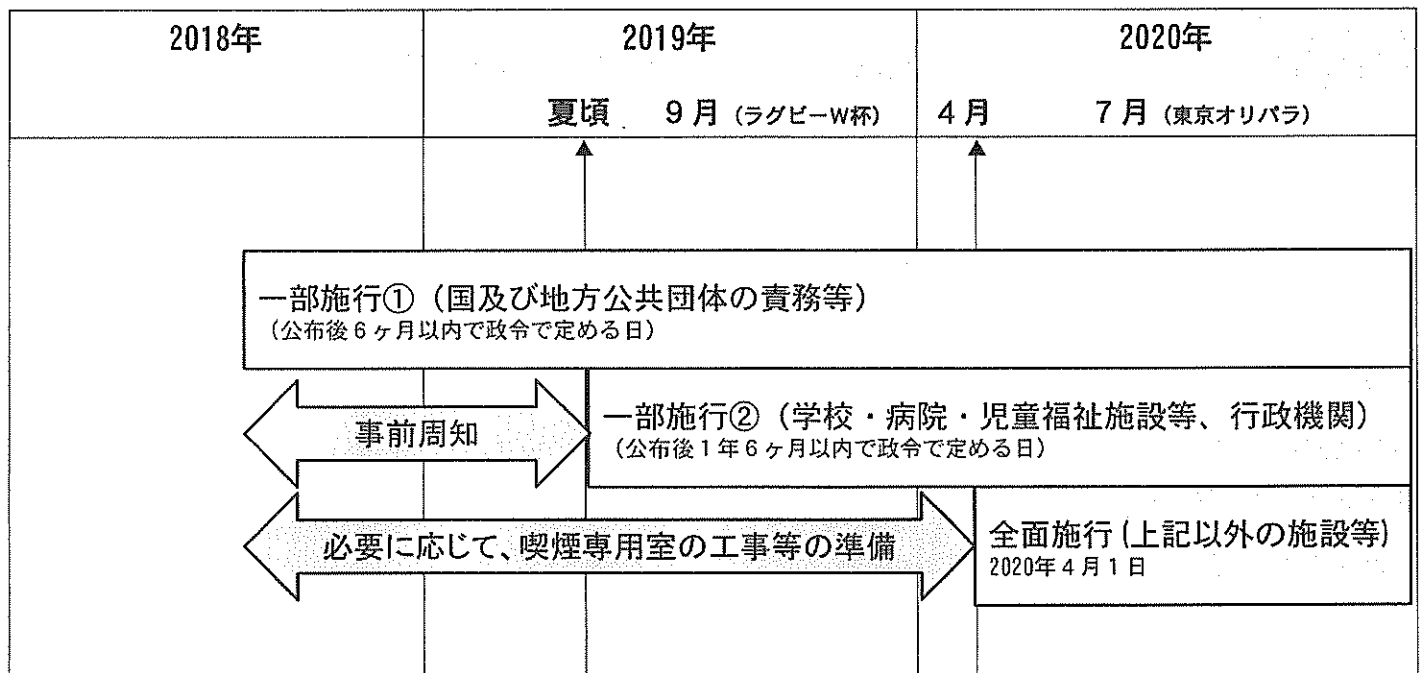 2018年
2019年
2020年
夏頃 9月(ラグビーW杯)
4月 7月(東京オリパラ)
一部施行①(国及び地方公共団体の責務等)
(公布後6ヶ月以内で政令で定める日)
事前周知
一部施行②(学校・病院・児童福祉施設等、行政機関)
(公布後1年6ヶ月以内で政令で定める日)
必要に応じて、喫煙専用室の工事等の準備
全面施行(上記以外の施設等)
2020年4月1日